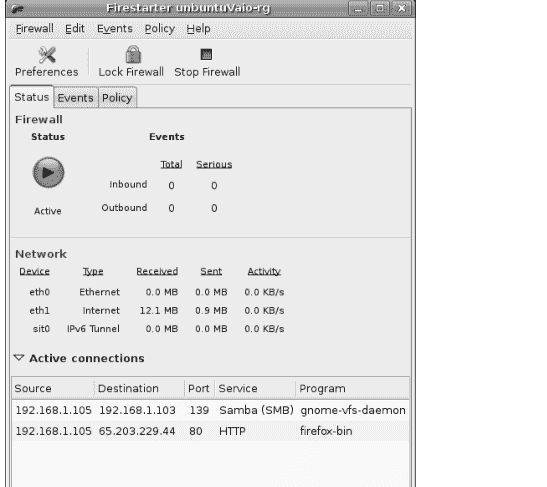 Firestarter unbuntuVaio-rg
Firewall Edit Events Policy Help
Preferences Lock Firewall Stop Firewall
Status Events Policy
Firewall
Status Events
Total Serious
Inbound 0 0
Outbound 0 0
Active
Network
Device Type Received Sent Activity
eth0 Ethernet 0.0 MB 0.0 MB 0.0 KB/s
eth1 Internet 12.1 MB 0.9 MB 0.0 KB/s
sit0 IPv6 Tunnel 0.0 MB 0.0 MB 0.0 KB/s
Active connections
Source Destination Port Service Program
192.168.1.105 192.168.1.103 139 Samba (SMB) gnome-vfs-daemon
192.168.1.105 65.203.229.44 80 HTTP firefox-bin